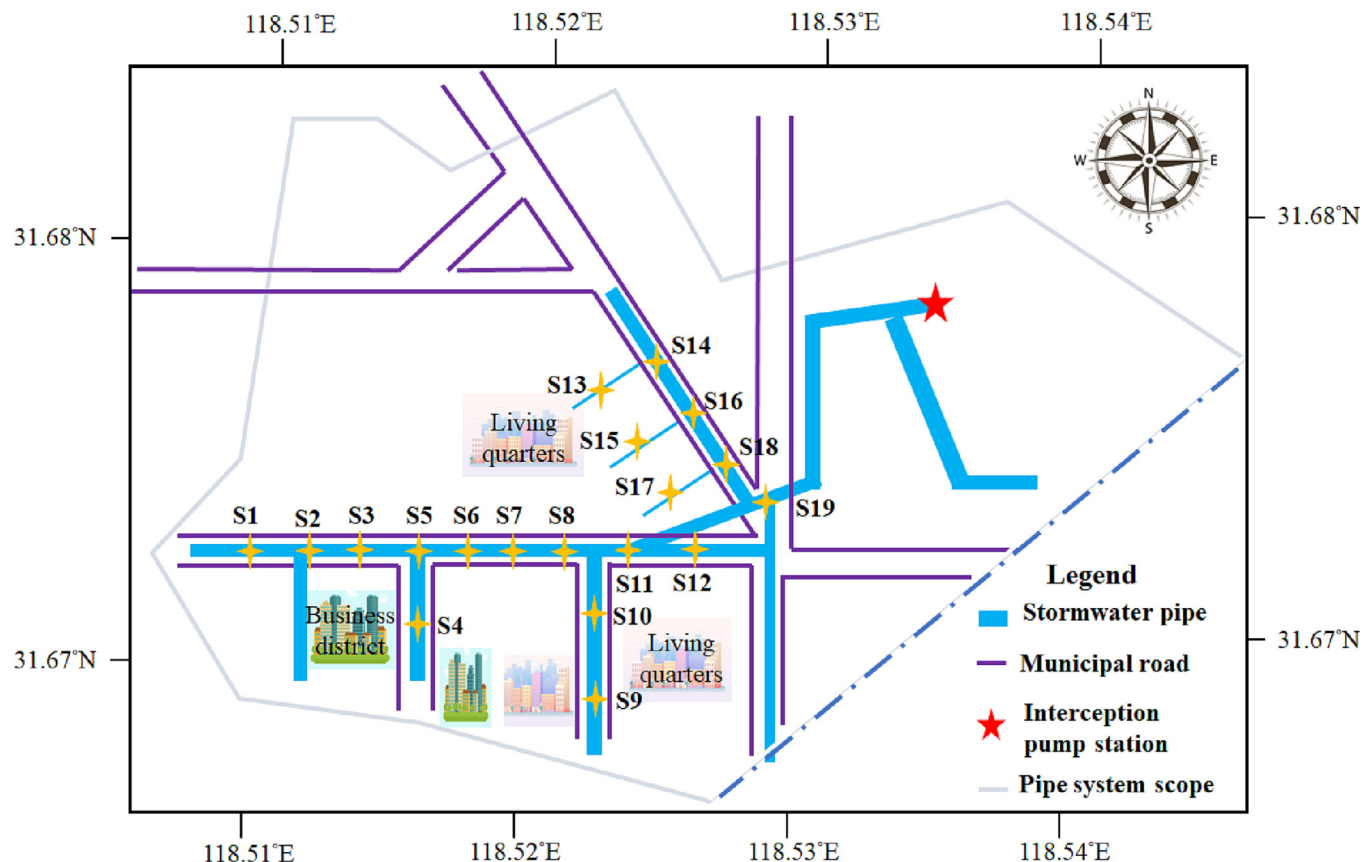 118.51°E
118.52°E
118.53°E
118.54°E
N
W
E
S
31.68°N
31.68°N
S14
S13
S16
Living
quarters
S15
S18
S17
S19
S1
S2
S3
S5
S6
S7
S8
S11
S12
Legend
Stormwater pipe
Business
district
S4
S10
Living
quarters
31.67°N
31.67°N
Municipal road
S9
Interception
pump station
Pipe system scope
118.51°E
118.52°E
118.53°E
118.54°E